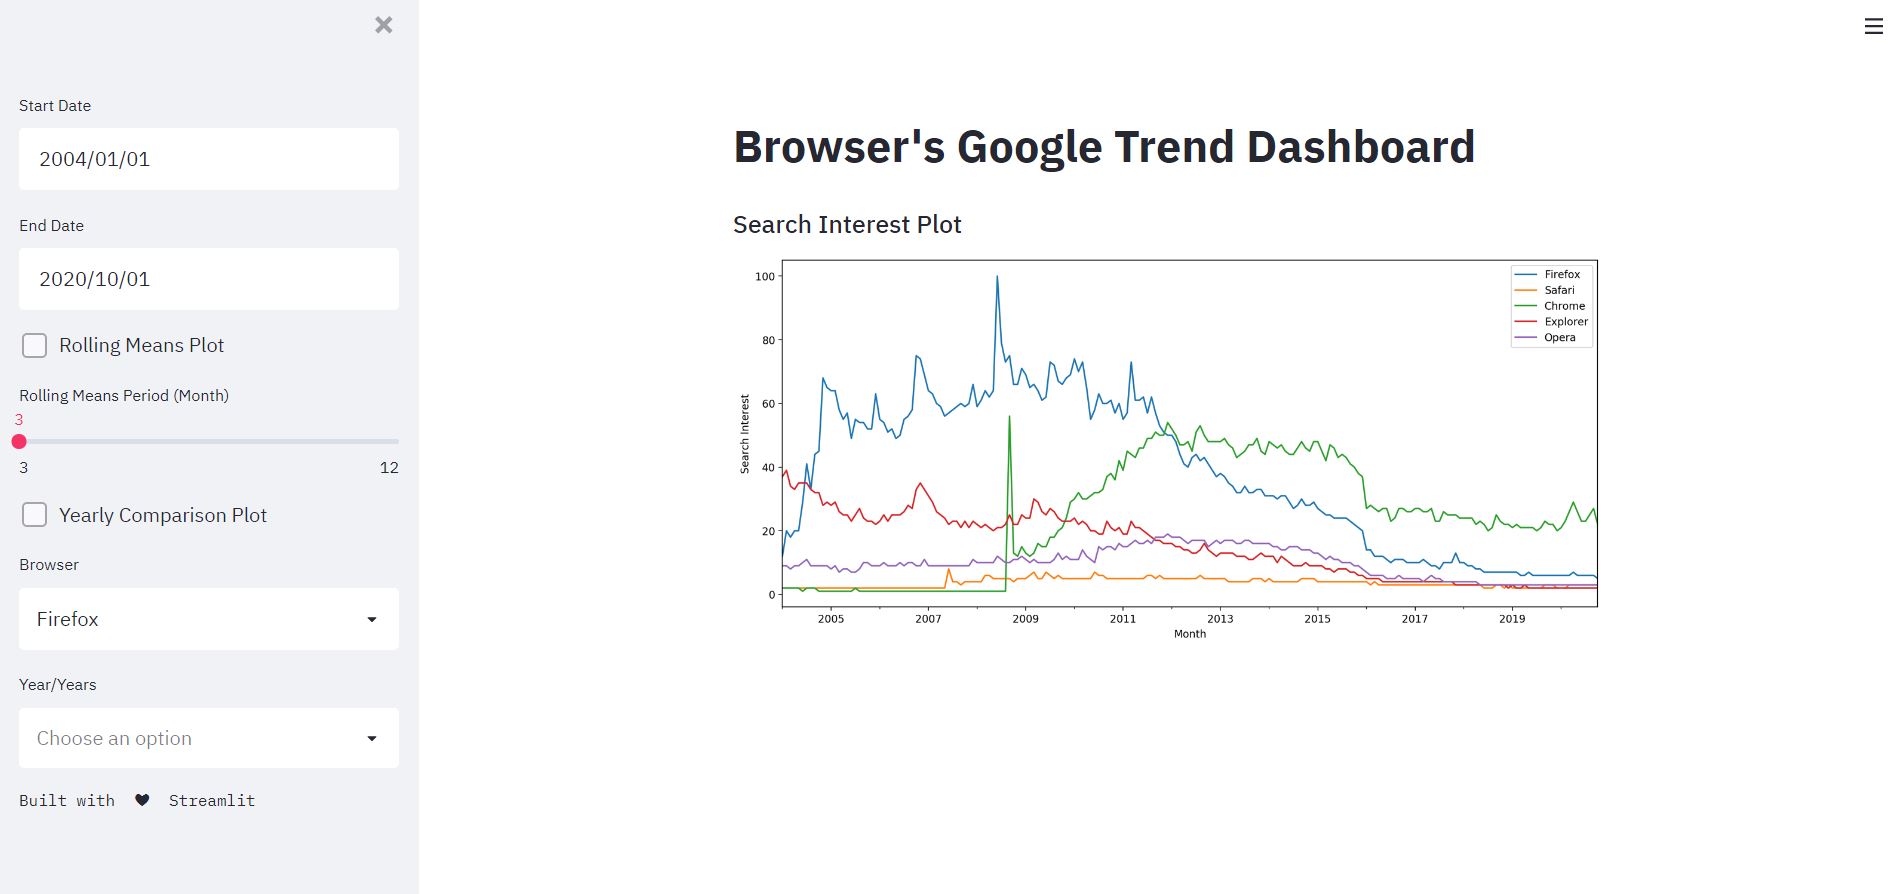 Start Date
2004/01/01
End Date
2020/10/01
Rolling Means Plot
Rolling Means Period (Month)
3
3 12
Yearly Comparison Plot
Browser
Firefox
Year/Years
Choose an option
Built with Streamlit
Browser's Google Trend Dashboard
Search Interest Plot
Search Interest
100
80
60
40
20
0
Firefox
Safari
Chrome
Explorer
Opera
2005 2007 2009 2011 2013 2015 2017 2019
Month